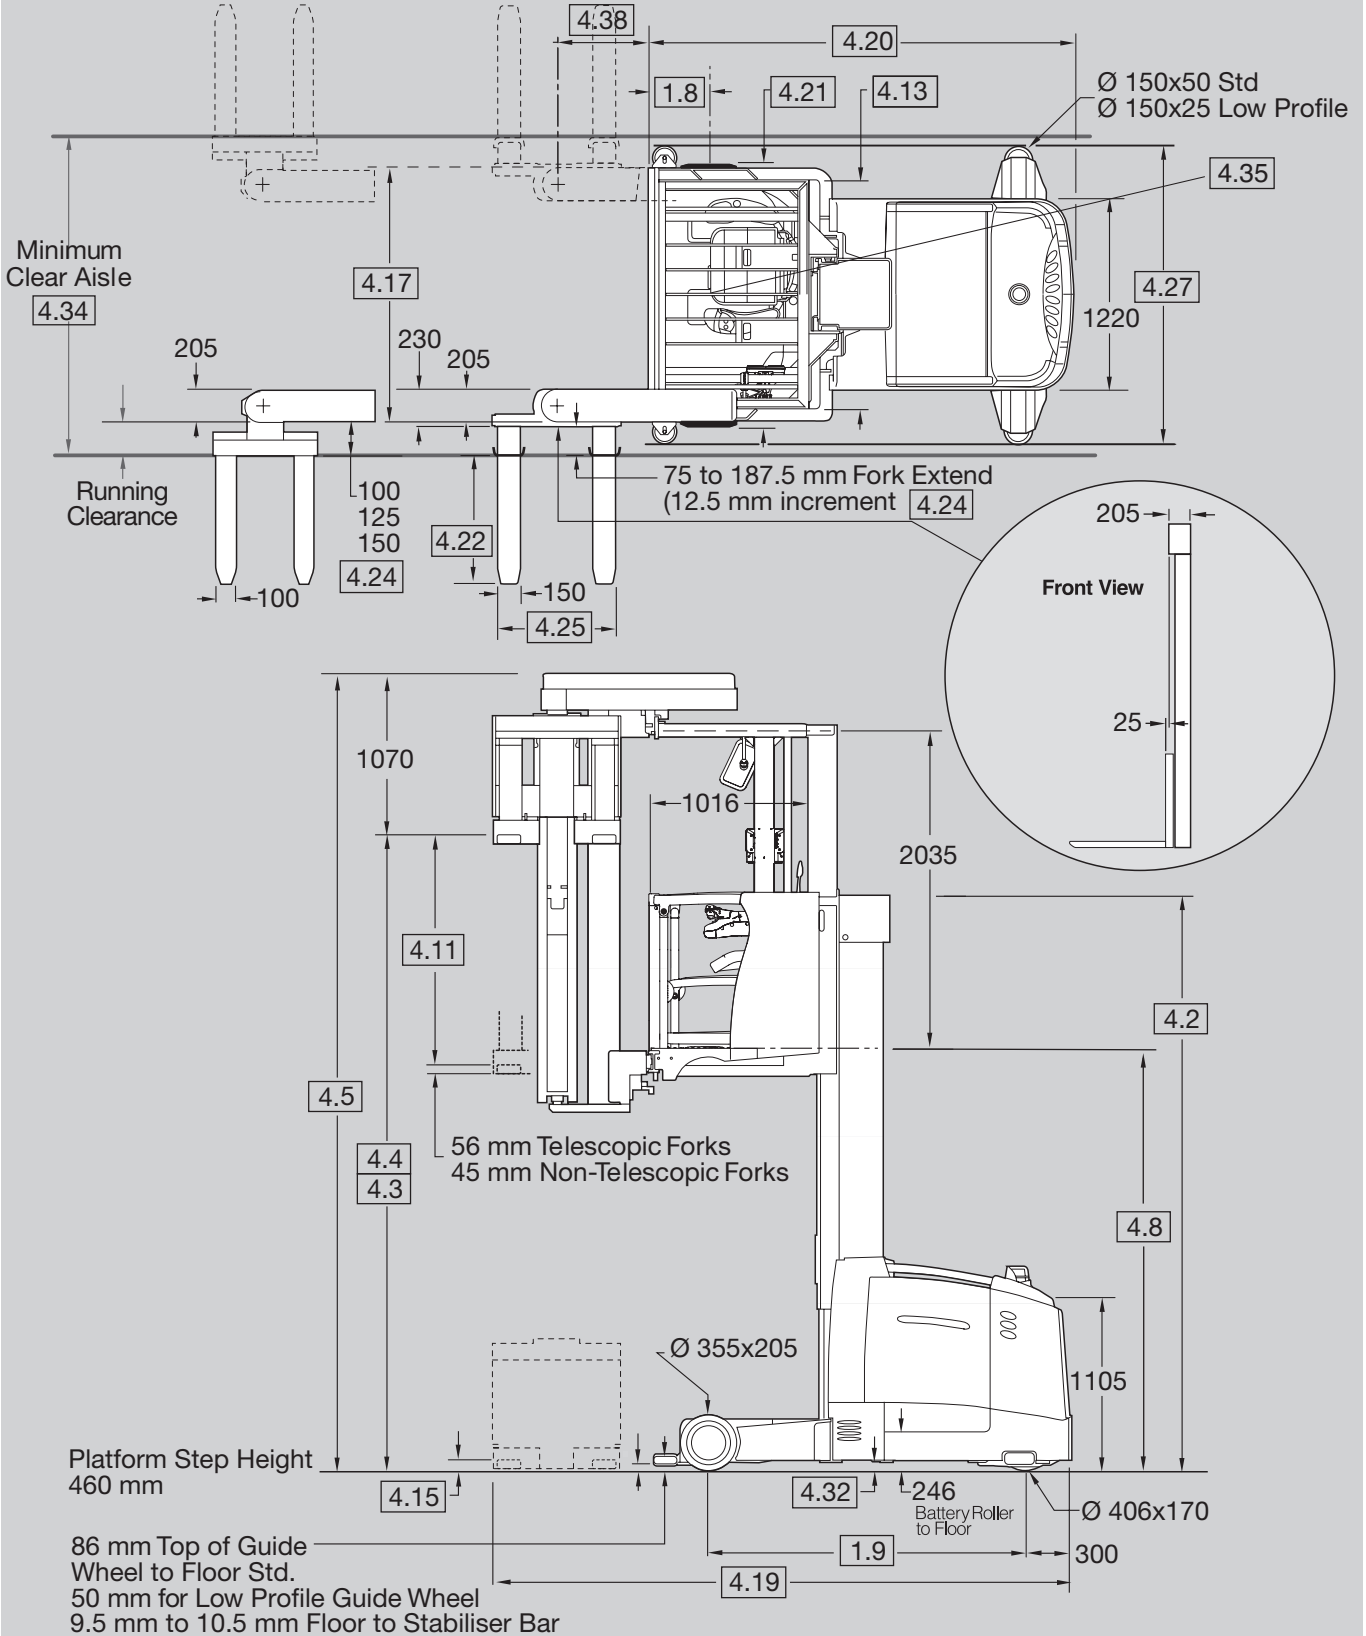 4.38
4.20
1.8
4.21
4.13
Ø 150x50 Std
Ø 150x25 Low Profile
4.35
Minimum
Clear Aisle
4.34
4.17
4.27
205
230
205
1220
Running
Clearance
100
125
150
4.24
75 to 187.5 mm Fork Extend
(12.5 mm increment 4.24
4.22
100
150
4.25
205
Front View
25
1070
1016
2035
4.11
4.2
4.5
56 mm Telescopic Forks
45 mm Non-Telescopic Forks
4.4
4.3
4.8
Ø 355x205
1105
Platform Step Height
460 mm
4.15
4.32
246
Battery Roller
to Floor
Ø 406x170
86 mm Top of Guide
Wheel to Floor Std.
50 mm for Low Profile Guide Wheel
9.5 mm to 10.5 mm Floor to Stabiliser Bar
1.9
300
4.19